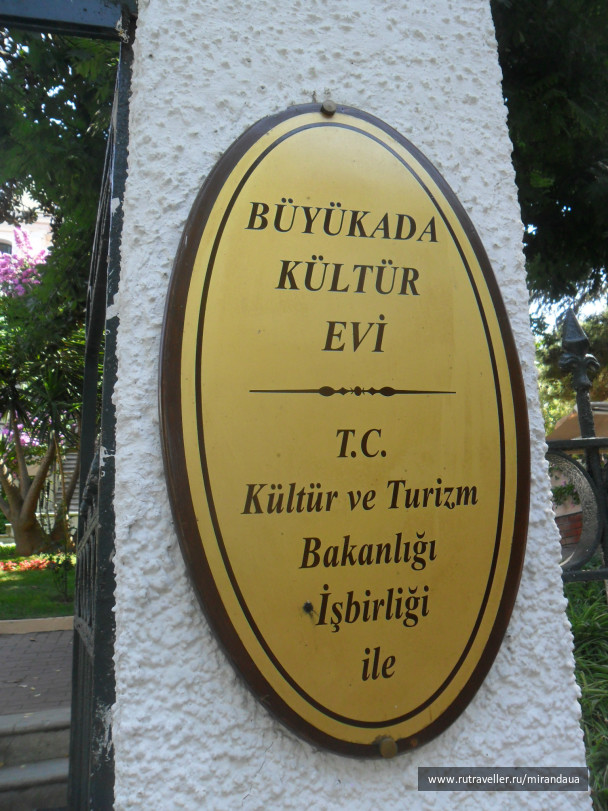 BÜYÜKADA
KÜLTÜR
EVİ
T.C.
Kültür ve Turizm
Bakanlığı
İşbirliği
ile
www.rutraveller.ru/mirandaua